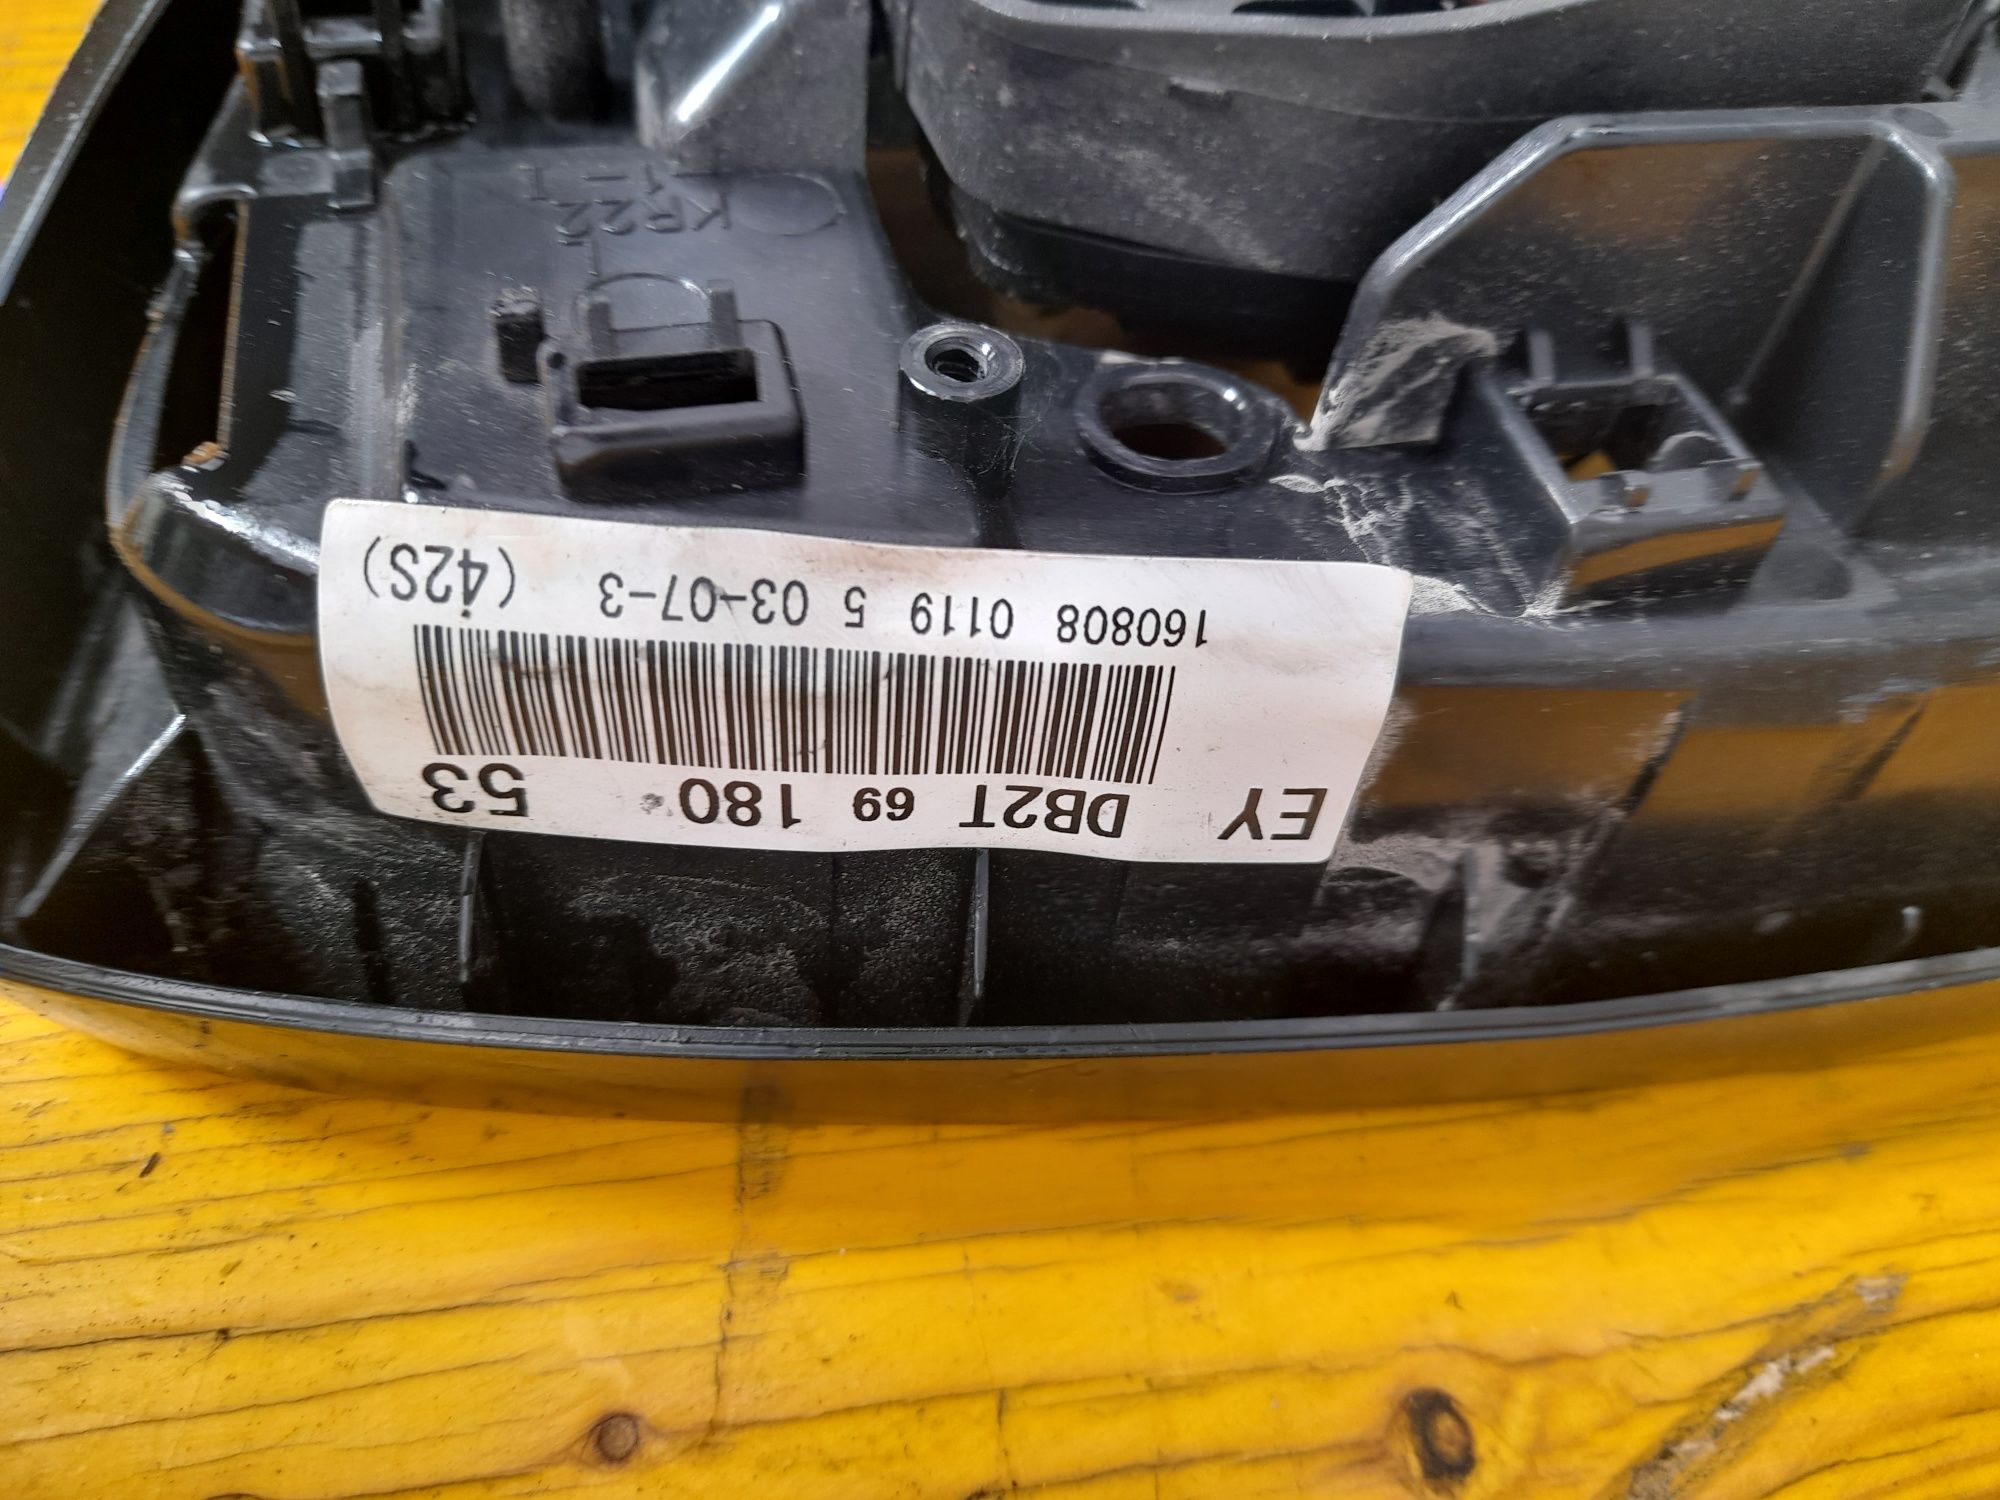 EY DB2T 69 180 53
160808 0119 5 03-07-3 (42S)
KR22